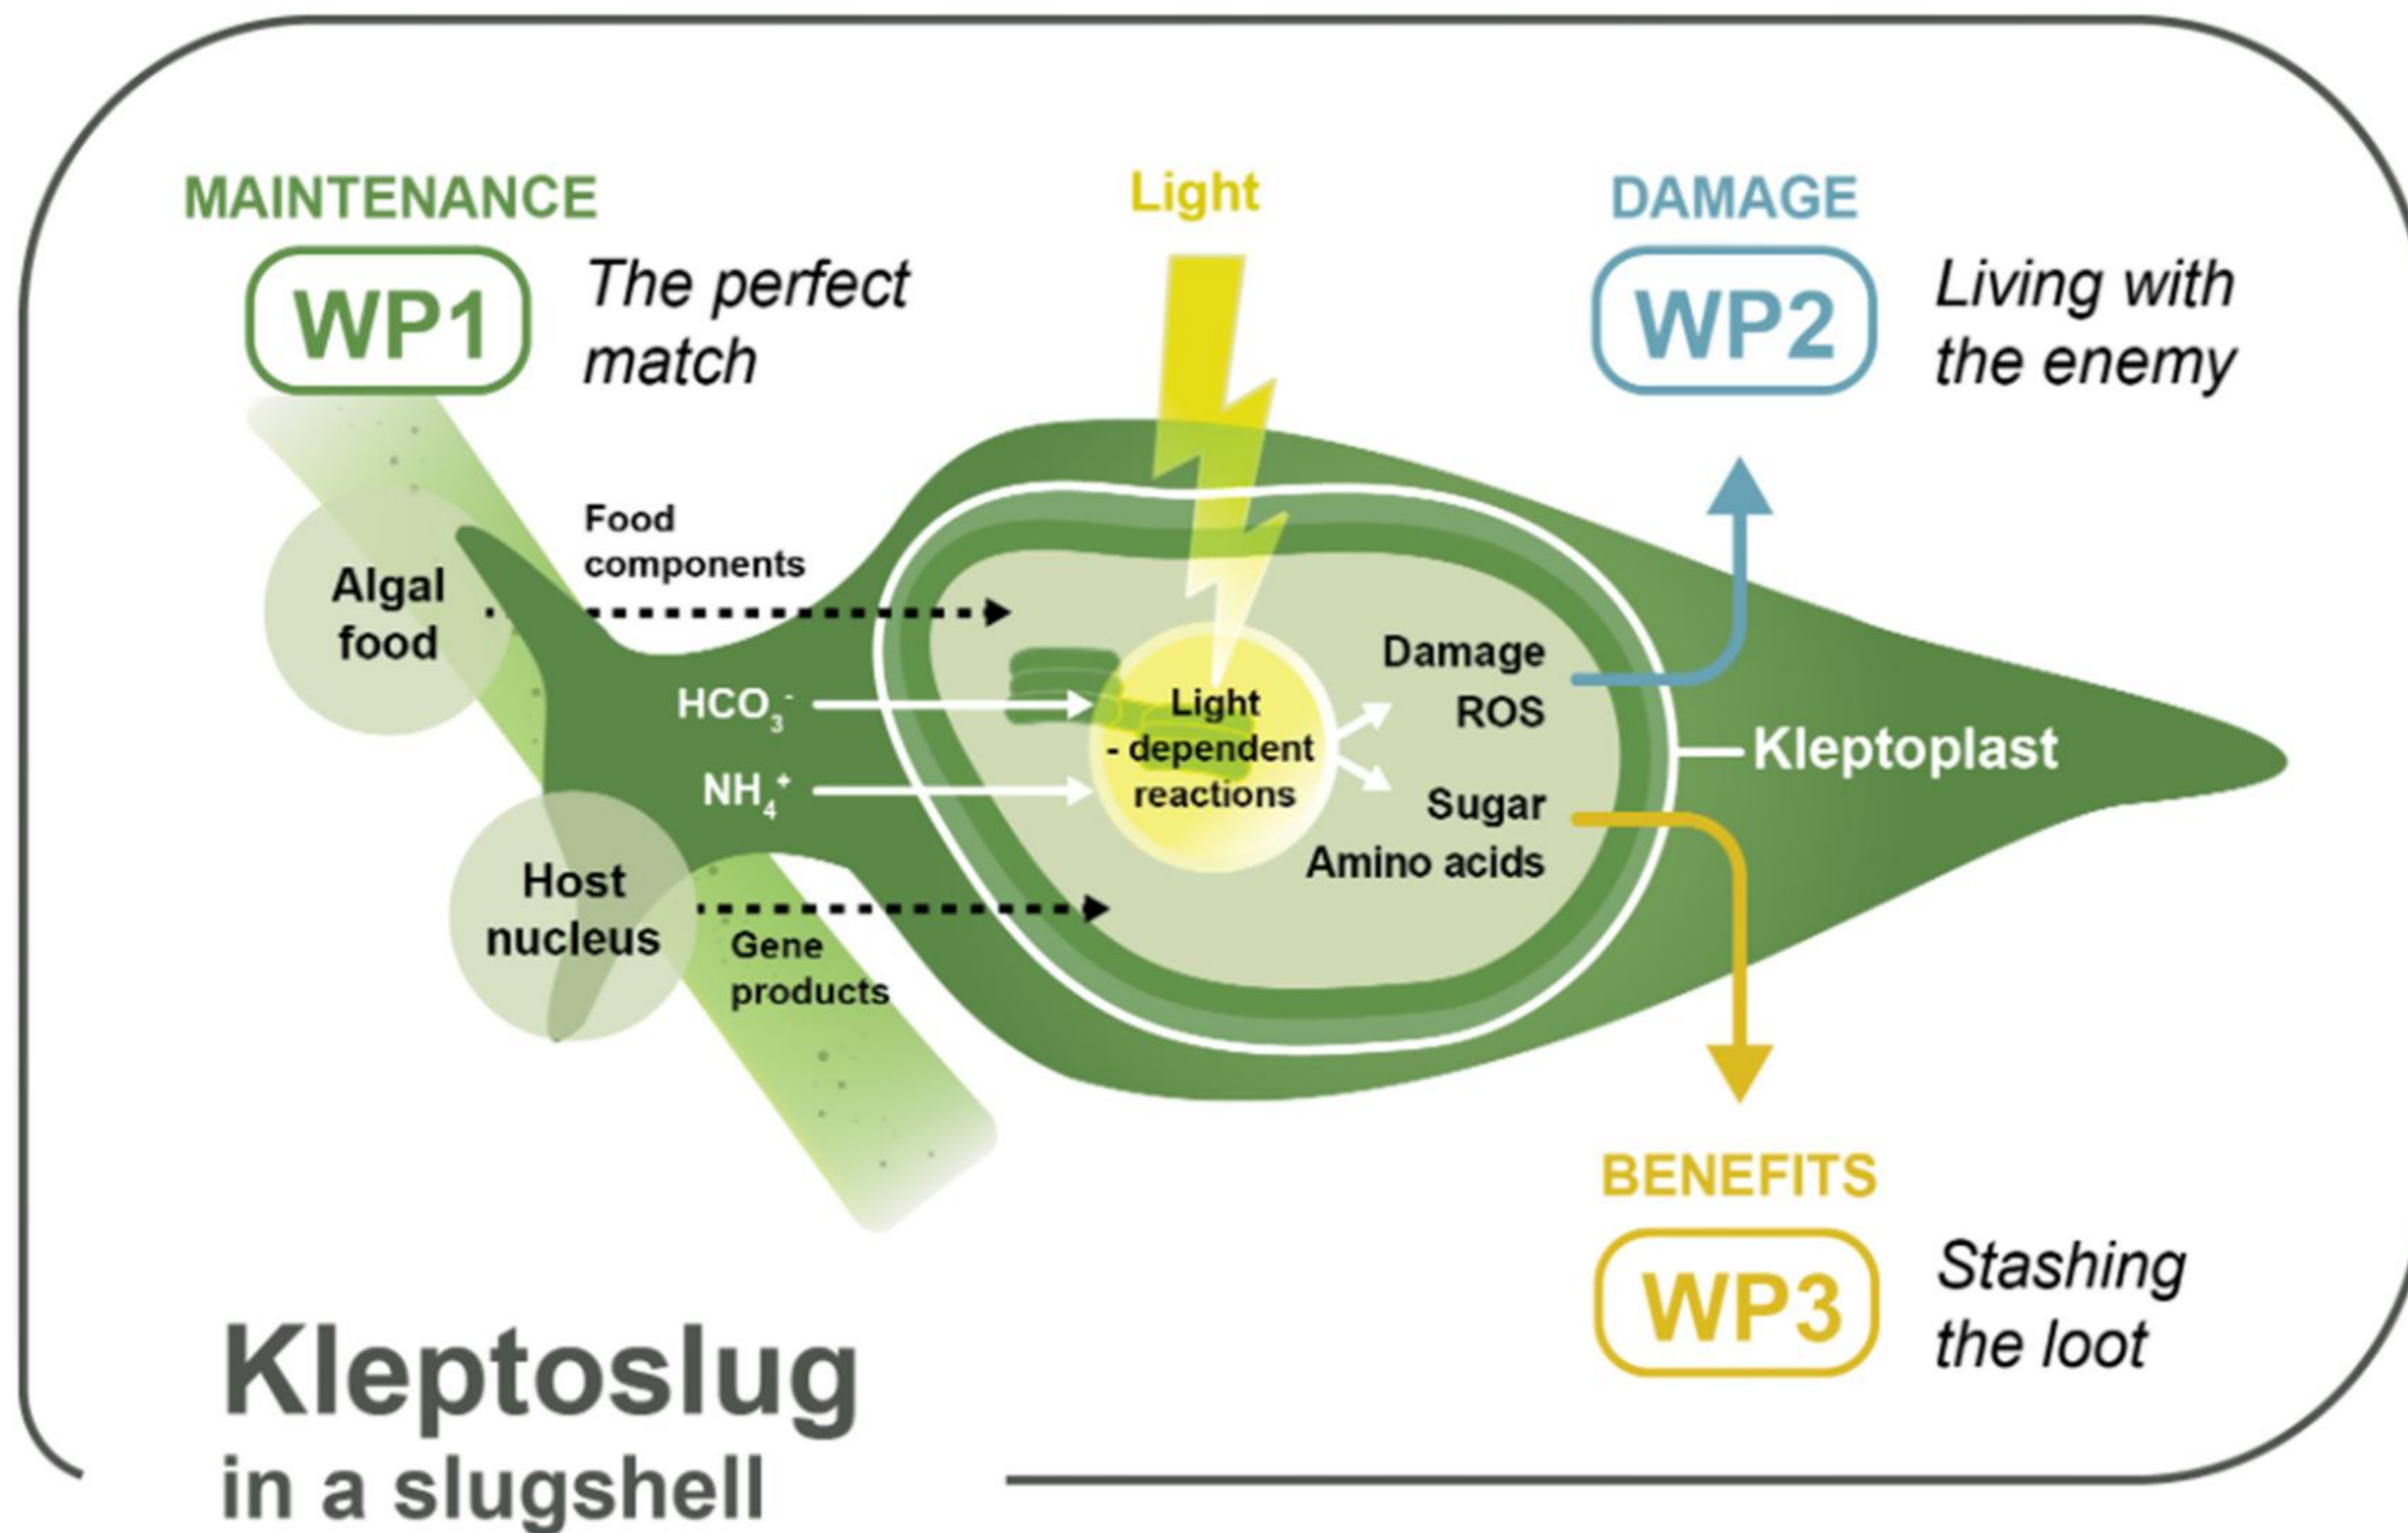 MAINTENANCE
WP1
The perfect
match
Light
DAMAGE
WP2
Living with
the enemy
Food
components
Algal
food
HCO₃⁻
NH₄⁺
Light
- dependent
reactions
Damage
ROS
Sugar
Amino acids
Kleptoplast
Host
nucleus
Gene
products
BENEFITS
WP3
Stashing
the loot
Kleptoslug
in a slugshell